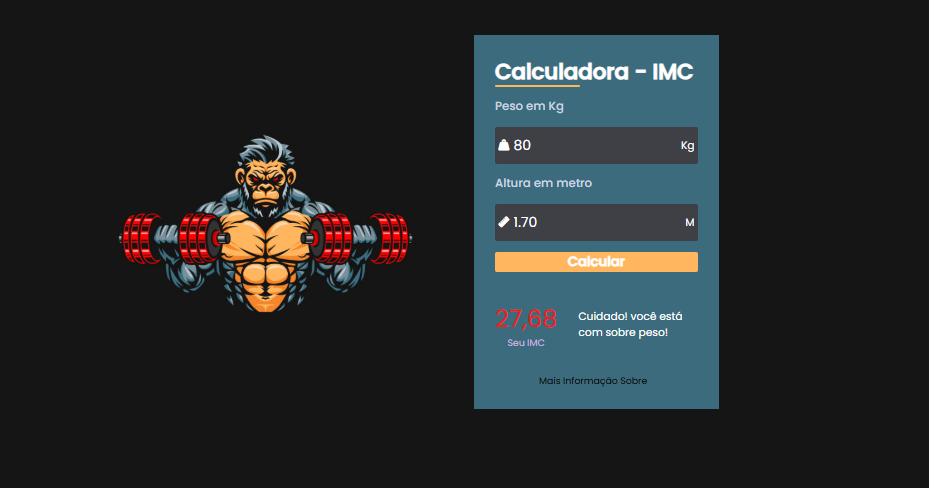 Calculadora - IMC
Peso em Kg
80 Kg
Altura em metro
1.70 M
Calcular
27,68
Seu IMC
Cuidado! você está
com sobre peso!
Mais Informação Sobre